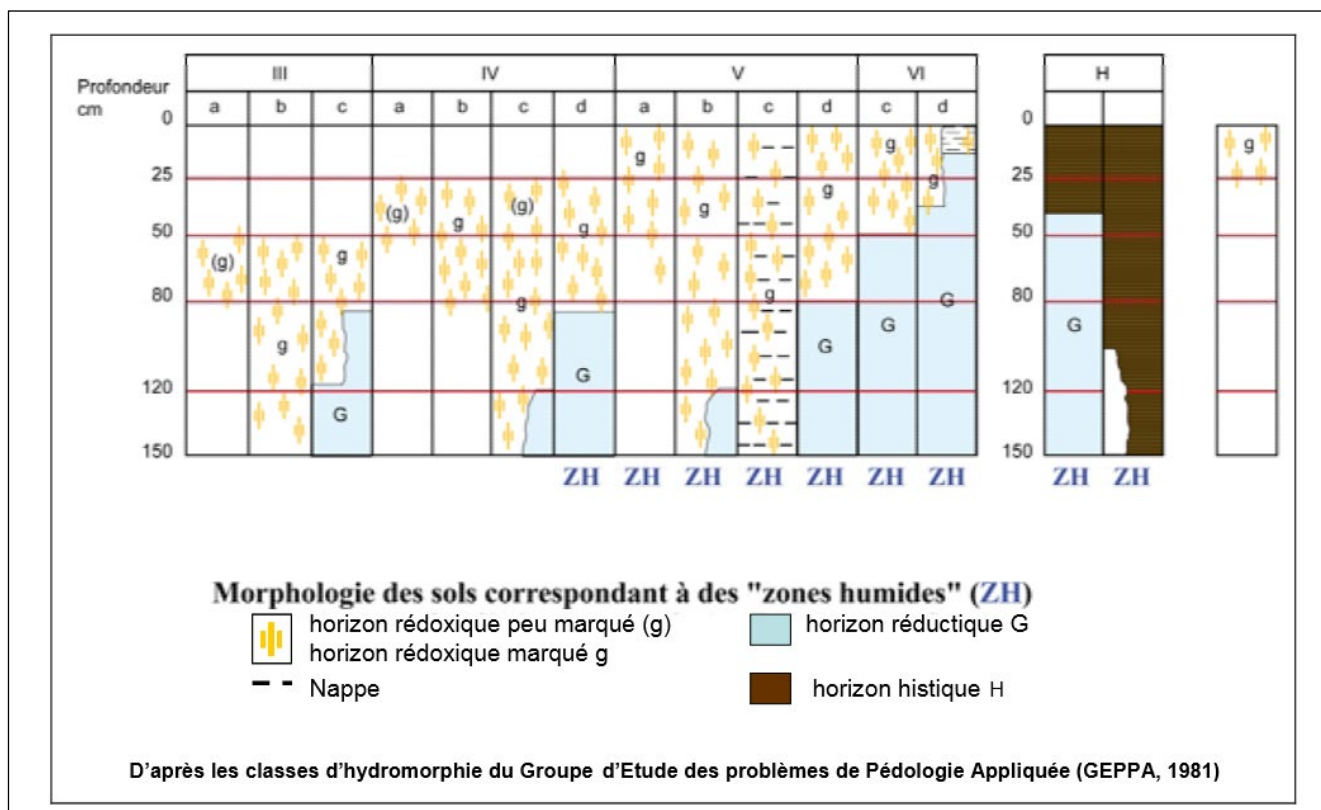 III IV V VI H
Profondeur
cm
a b c a b c d a b c d c d
0 0
g g g g
25 25
(g) g (g) g g g g
50 50
(g) g g
80 80
g g g G G G G G
120 120
G
150 150
ZH ZH ZH ZH ZH ZH ZH ZH ZH
Morphologie des sols correspondant à des "zones humides" (ZH)
horizon rédoxique peu marqué (g) horizon réductique G
horizon rédoxique marqué g
Nappe horizon histique H
D'après les classes d'hydromorphie du Groupe d'Etude des problèmes de Pédologie Appliquée (GEPPA, 1981)